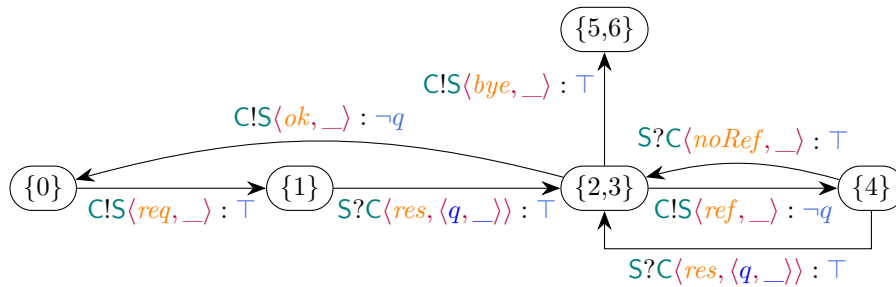 {5,6}
C!S⟨bye, _⟩ : ⊤
C!S⟨ok, _⟩ : ¬q
S?C⟨noRef, _⟩ : ⊤
{0}
{1}
{2,3}
{4}
C!S⟨req, _⟩ : ⊤
S?C⟨res, ⟨q, _⟩⟩ : ⊤
C!S⟨ref, _⟩ : ¬q
S?C⟨res, ⟨q, _⟩⟩ : ⊤